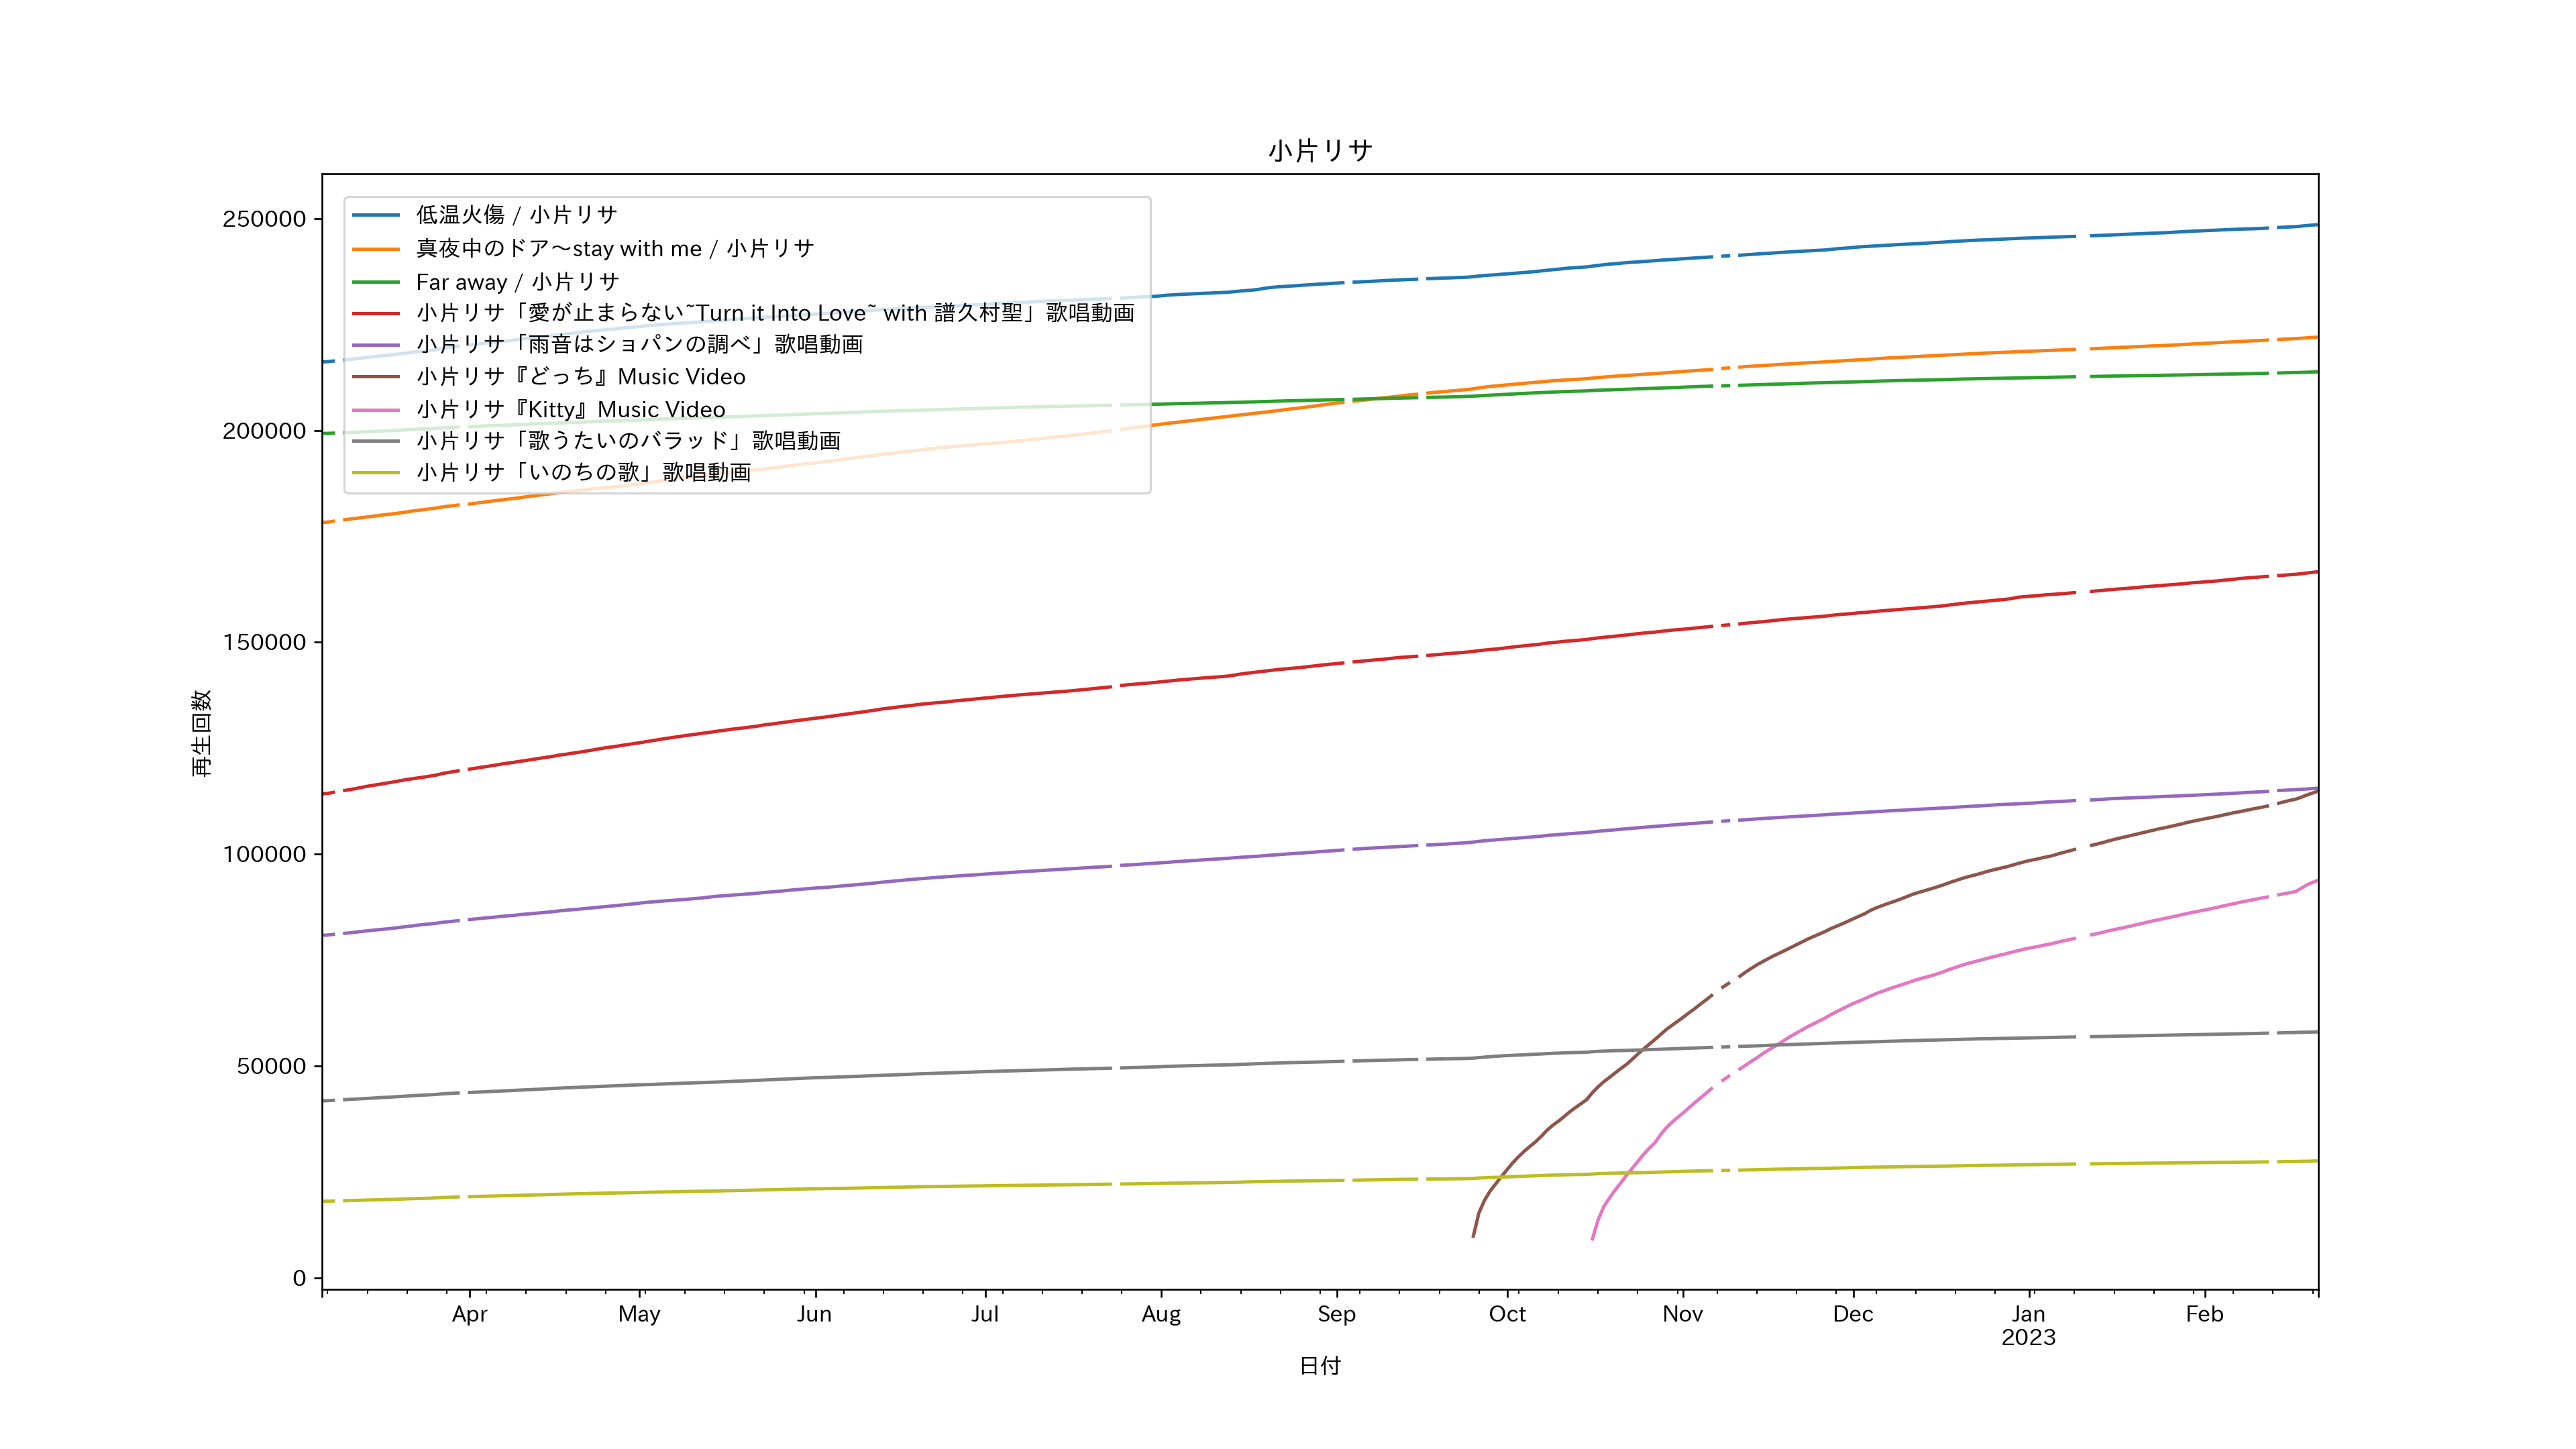 小片リサ
250000
200000
150000
100000
50000
0
再生回数
低温火傷 / 小片リサ
真夜中のドア〜stay with me / 小片リサ
Far away / 小片リサ
小片リサ「愛が止まらない˜Turn it Into Love˜ with 譜久村聖」歌唱動画
小片リサ「雨音はショパンの調べ」歌唱動画
小片リサ『どっち』Music Video
小片リサ『Kitty』Music Video
小片リサ「歌うたいのバラッド」歌唱動画
小片リサ「いのちの歌」歌唱動画
Apr May Jun Jul Aug Sep Oct Nov Dec Jan Feb
2023
日付